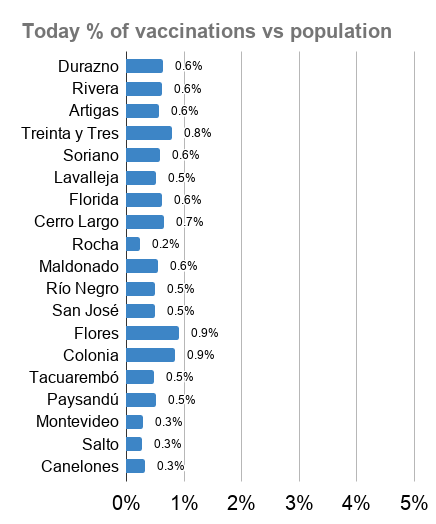 Today % of vaccinations vs population
Durazno 0.6%
Rivera 0.6%
Artigas 0.6%
Treinta y Tres 0.8%
Soriano 0.6%
Lavalleja 0.5%
Florida 0.6%
Cerro Largo 0.7%
Rocha 0.2%
Maldonado 0.6%
Río Negro 0.5%
San José 0.5%
Flores 0.9%
Colonia 0.9%
Tacuarembó 0.5%
Paysandú 0.5%
Montevideo 0.3%
Salto 0.3%
Canelones 0.3%
0% 1% 2% 3% 4% 5%